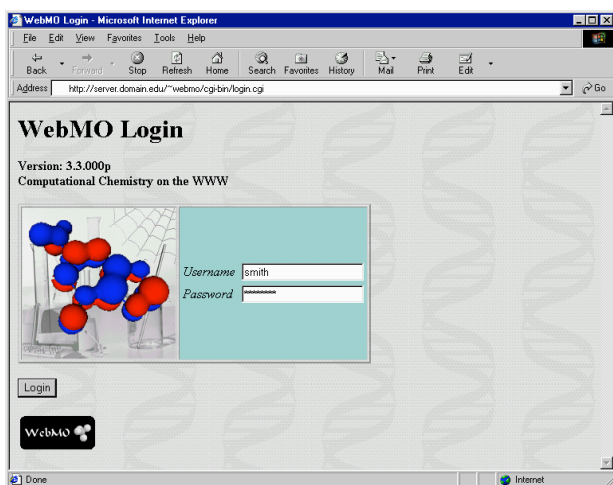 WebMO Login - Microsoft Internet Explorer
File Edit View Favorites Tools Help
Back Forward Stop Refresh Home Search Favorites History Mail Print Edit
Address http://server.domain.edu/~webmo/cgi-bin/login.cgi Go
WebMO Login
Version: 3.3.000p
Computational Chemistry on the WWW
Username smith
Password ********
Login
WebMO
Done Internet